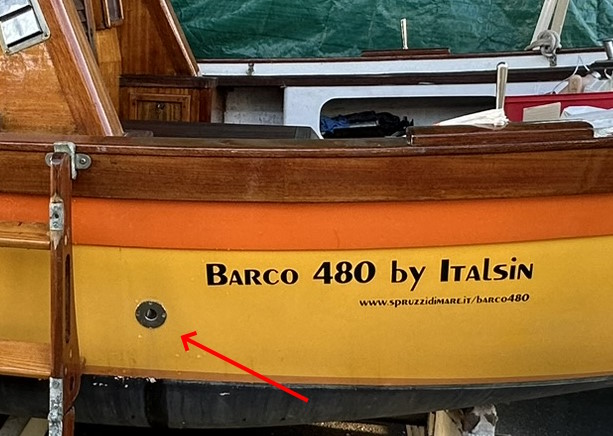 Barco 480 by Italsin
www.spruzzidimare.it/barco480